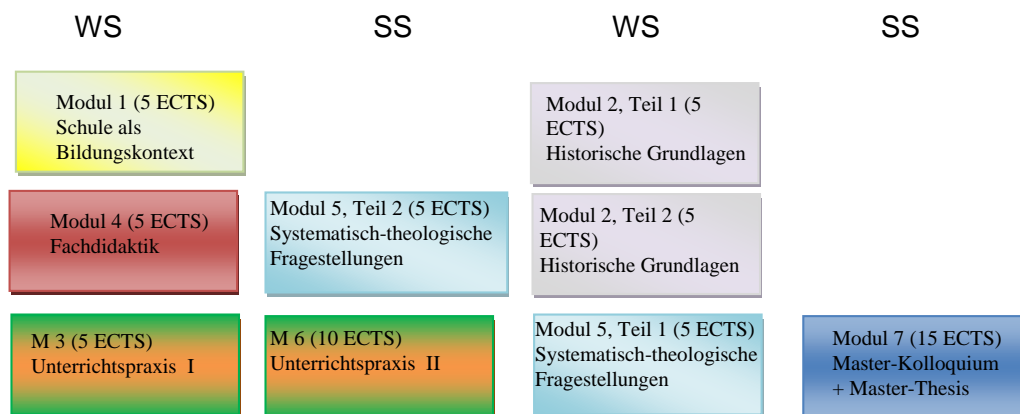 WS
SS
WS
SS
Modul 1 (5 ECTS)
Schule als
Bildungskontext
Modul 2, Teil 1 (5
ECTS)
Historische Grundlagen
Modul 4 (5 ECTS)
Fachdidaktik
Modul 5, Teil 2 (5 ECTS)
Systematisch-theologische
Fragestellungen
Modul 2, Teil 2 (5
ECTS)
Historische Grundlagen
M 3 (5 ECTS)
Unterrichtspraxis I
M 6 (10 ECTS)
Unterrichtspraxis II
Modul 5, Teil 1 (5 ECTS)
Systematisch-theologische
Fragestellungen
Modul 7 (15 ECTS)
Master-Kolloquium
+ Master-Thesis